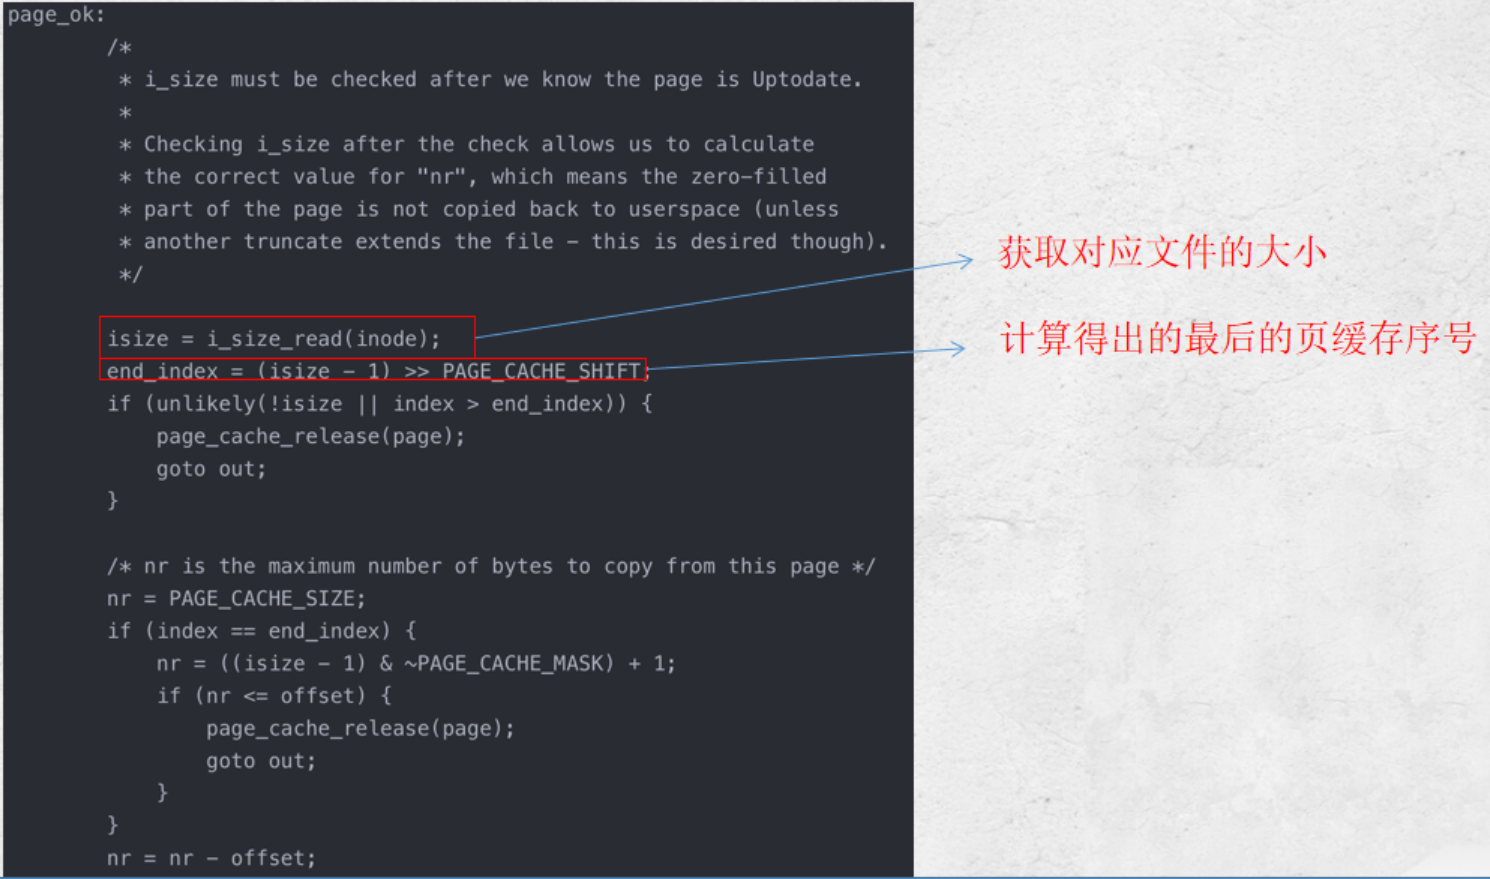 page_ok:
/*
* i_size must be checked after we know the page is Uptodate.
*
* Checking i_size after the check allows us to calculate
* the correct value for "nr", which means the zero-filled
* part of the page is not copied back to userspace (unless
* another truncate extends the file - this is desired though).
*/
获取对应文件的大小
isize = i_size_read(inode);
计算得出的最后的页缓存序号
end_index = (isize - 1) >> PAGE_CACHE_SHIFT;
if (unlikely(!isize || index > end_index)) {
page_cache_release(page);
goto out;
}
/* nr is the maximum number of bytes to copy from this page */
nr = PAGE_CACHE_SIZE;
if (index == end_index) {
nr = ((isize - 1) & ~PAGE_CACHE_MASK) + 1;
if (nr <= offset) {
page_cache_release(page);
goto out;
}
}
nr = nr - offset;